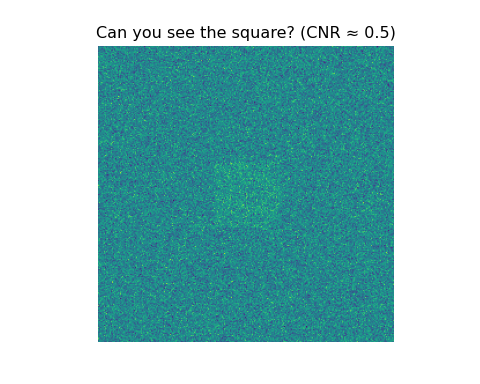 Can you see the square? (CNR ≈ 0.5)